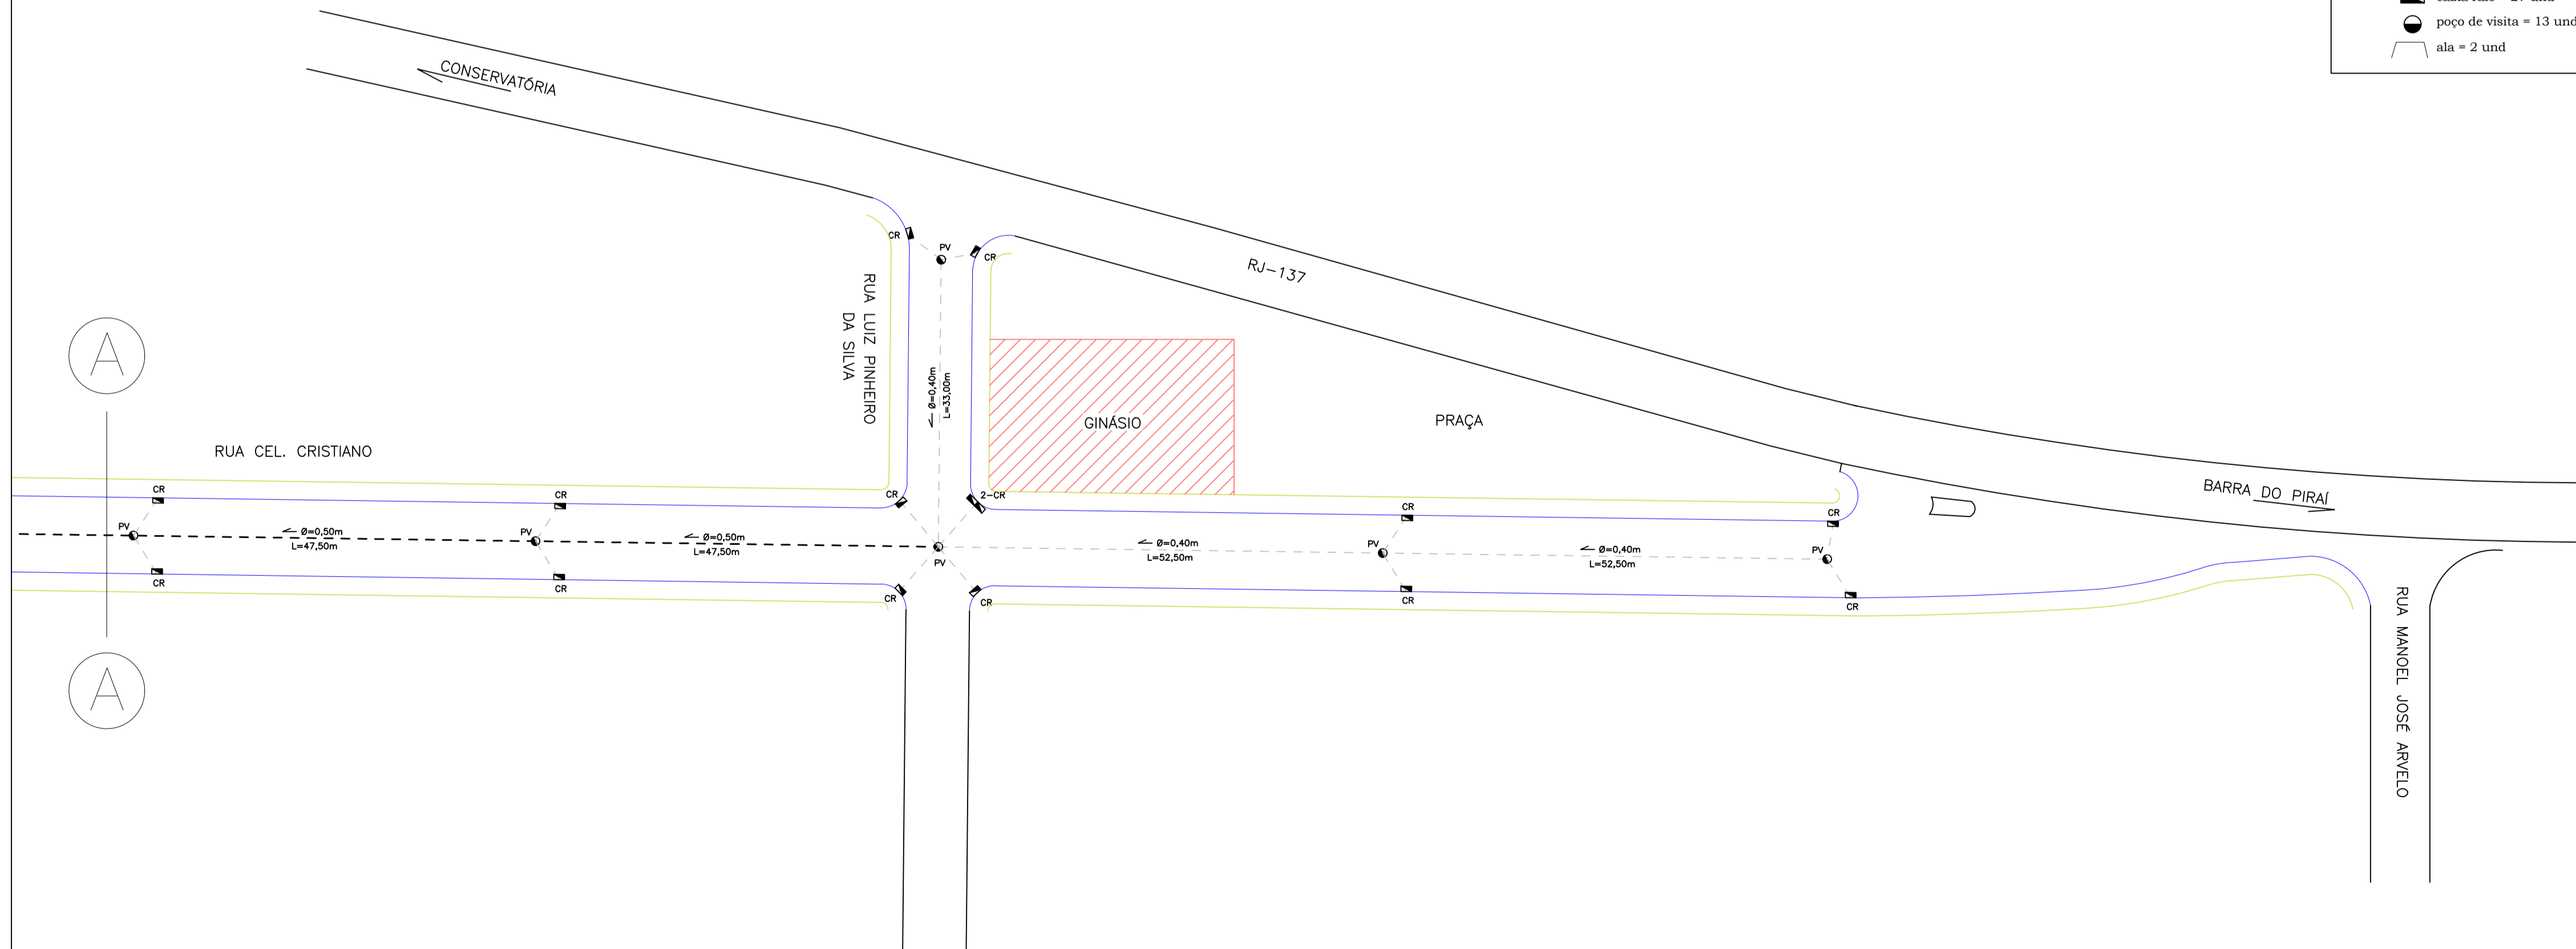 poço de visita = 13 und
ala = 2 und
CONSERVATÓRIA
CR
PV
CR
RJ-137
RUA LUIZ PINHEIRO
DA SILVA
Ø=0,40m
L=33,00m
A
GINÁSIO
PRAÇA
RUA CEL. CRISTIANO
BARRA DO PIRAÍ
CR
CR
CR
2-CR
CR
CR
PV
Ø=0,50m
L=47,50m
PV
Ø=0,50m
L=47,50m
PV
Ø=0,40m
L=52,50m
PV
Ø=0,40m
L=52,50m
PV
CR
CR
CR
CR
CR
CR
RUA MANOEL JOSÉ ARVELO
A